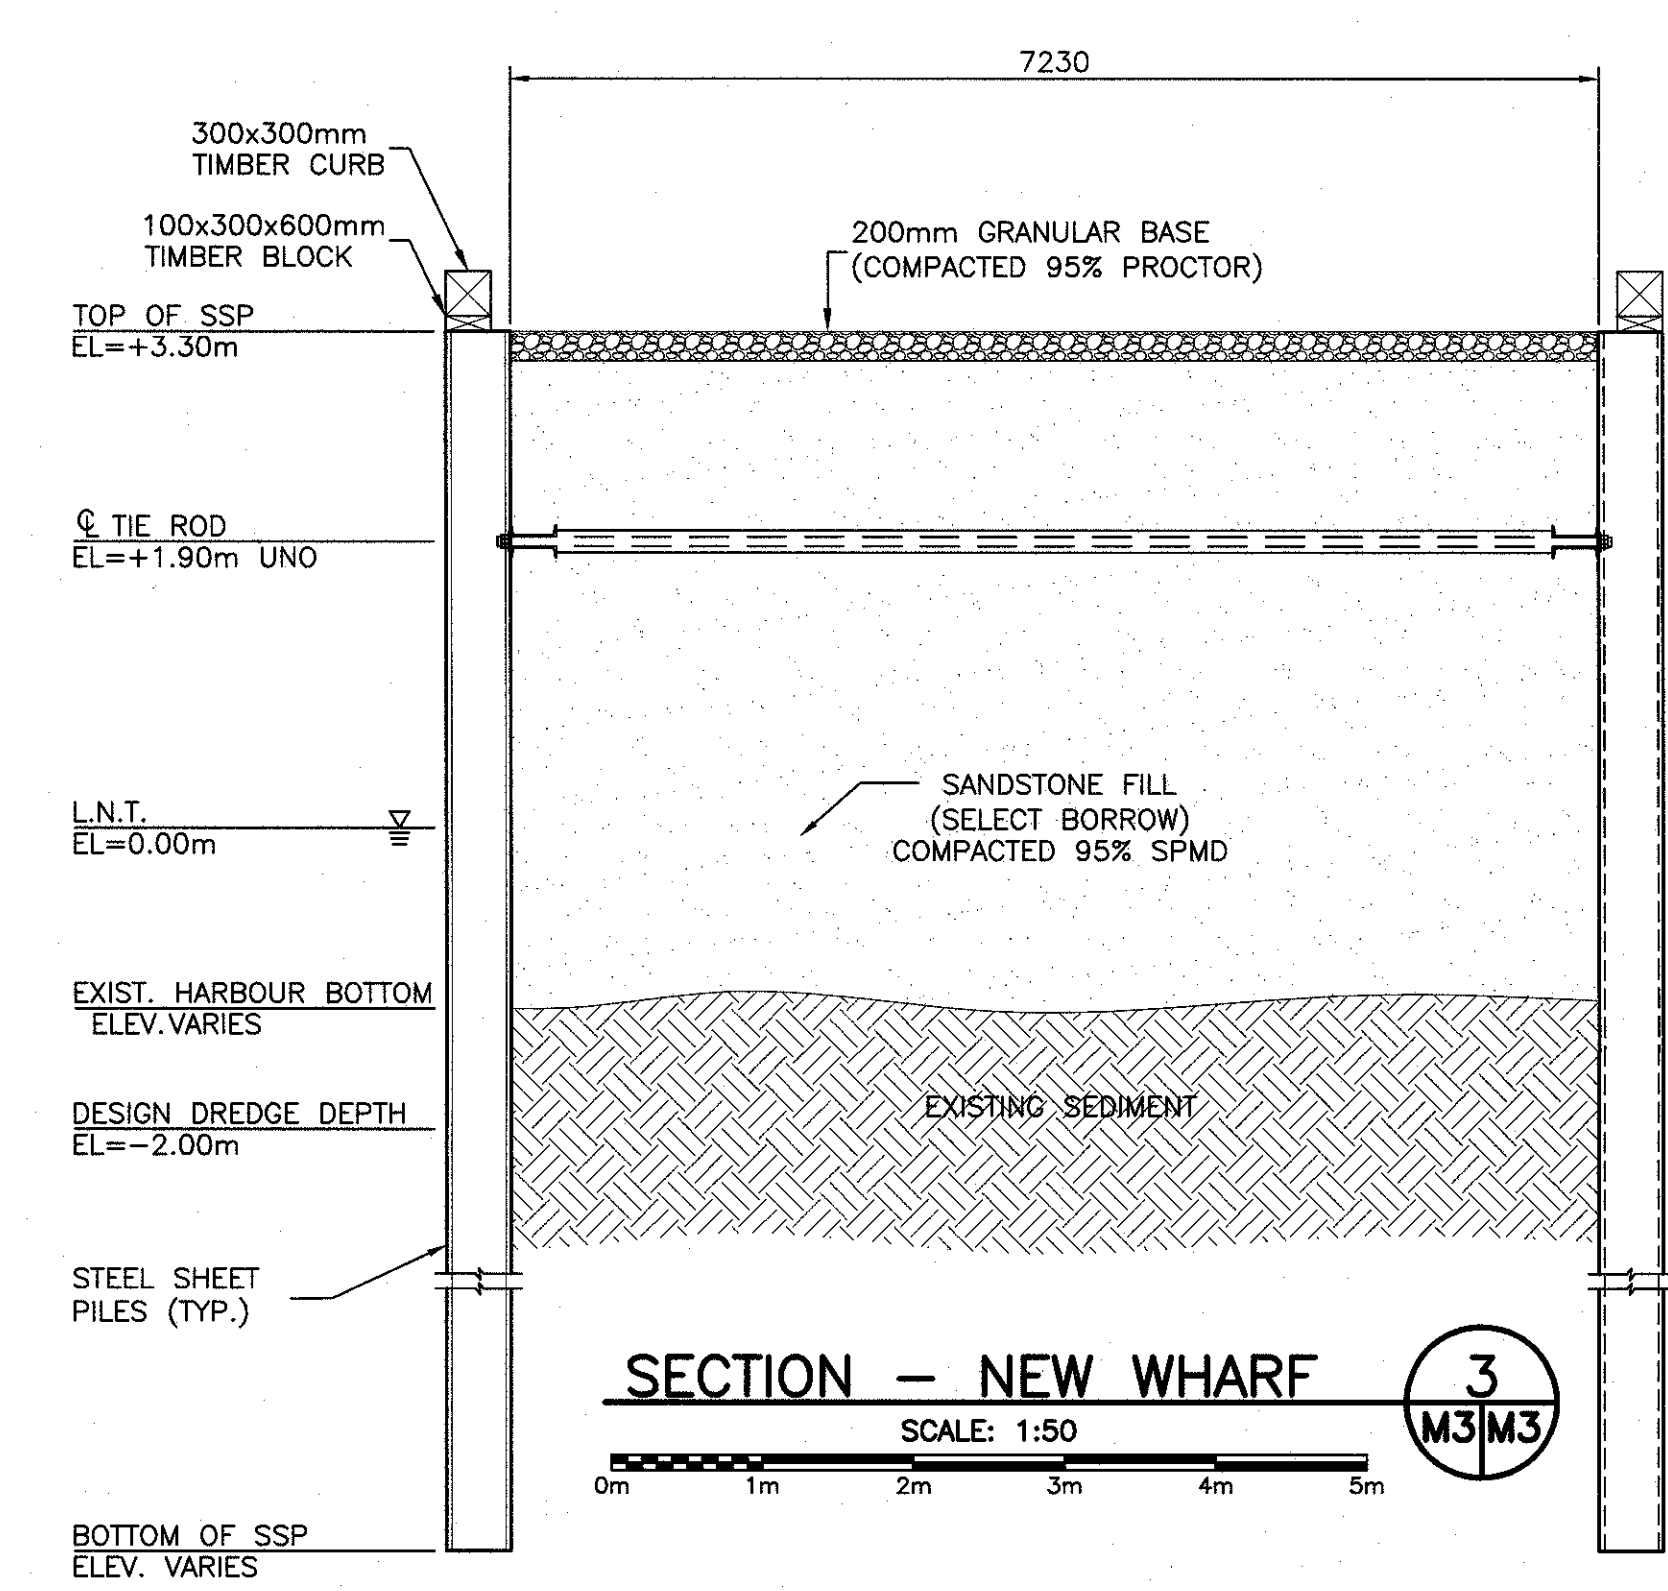 7230
300x300mm
TIMBER CURB
100x300x600mm
TIMBER BLOCK
200mm GRANULAR BASE
(COMPACTED 95% PROCTOR)
TOP OF SSP
EL=+3.30m
℄ TIE ROD
EL=+1.90m UNO
SANDSTONE FILL
(SELECT BORROW)
COMPACTED 95% SPMD
L.N.T.
EL=0.00m
EXIST. HARBOUR BOTTOM
ELEV.VARIES
EXISTING SEDIMENT
DESIGN DREDGE DEPTH
EL=-2.00m
STEEL SHEET
PILES (TYP.)
SECTION - NEW WHARF
SCALE: 1:50
0m 1m 2m 3m 4m 5m
3
M3 M3
BOTTOM OF SSP
ELEV. VARIES